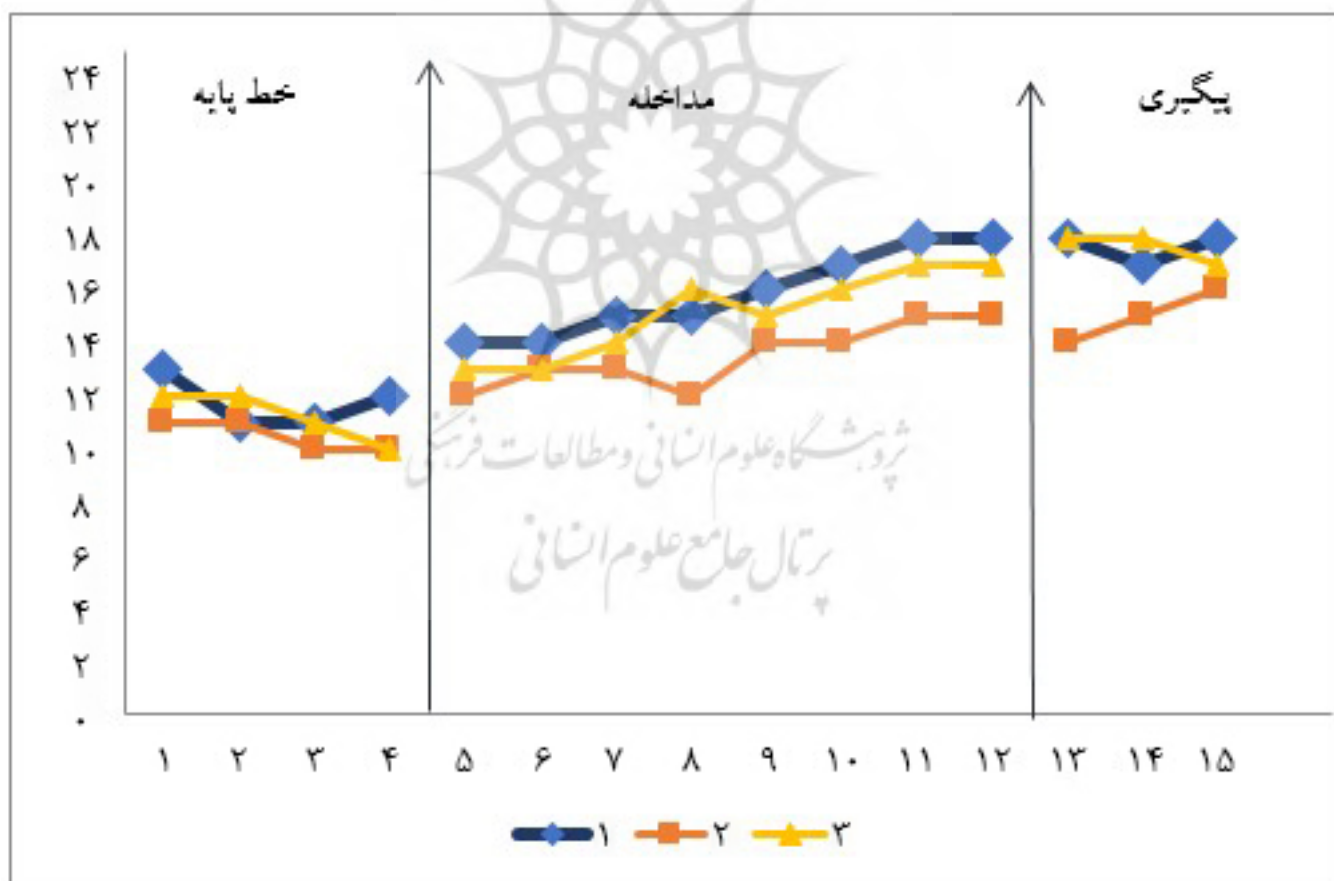 خط پایه
مداخله
پیگیری
۲۴
۲۲
۲۰
۱۸
۱۶
۱۴
۱۲
۱۰
۸
۶
۴
۲
۰
پژوهشگاه علوم انسانی و مطالعات فرهنگی
پرتال جامع علوم انسانی
۱ ۲ ۳ ۴ ۵ ۶ ۷ ۸ ۹ ۱۰ ۱۱ ۱۲ ۱۳ ۱۴ ۱۵
۱ ۲ ۳